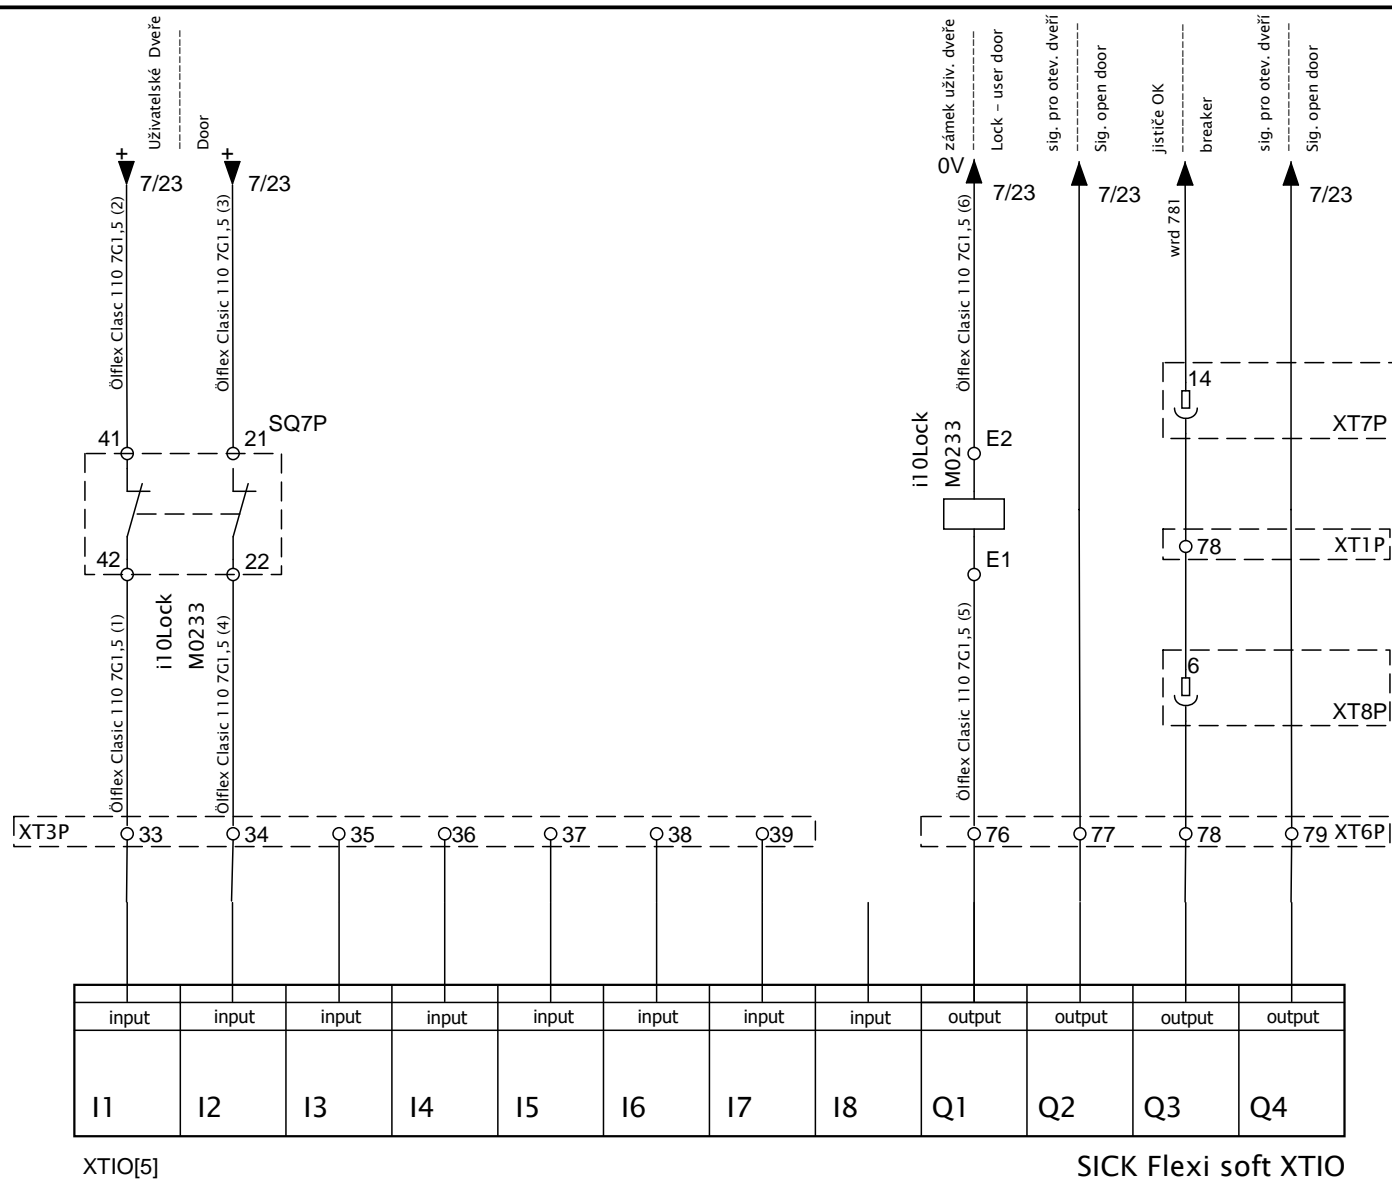 Uživatelské Dveře
Door
zámek uživ. dveře
Lock - user door
sig. pro otev. dveří
Sig. open door
jističe OK
breaker
sig. pro otev. dveří
Sig. open door
+
7/23
+
7/23
0V
7/23
7/23
7/23
Ölflex Clasc 110 7G1,5 (2)
Ölflex Clasic 110 7G1,5 (3)
Ölflex Clasic 110 7G1,5 (6)
wrd 781
14
XT7P
41
21
SQ7P
i10Lock
M0233
E2
42
22
E1
78
XT1P
i10Lock
M0233
Ölflex Clasic 110 7G1,5 (1)
Ölflex Clasic 110 7G1,5 (4)
Ölflex Clasic 110 7G1,5 (5)
6
XT8P
XT3P
33
34
35
36
37
38
39
76
77
78
79
XT6P
input
input
input
input
input
input
input
input
output
output
output
output
I1
I2
I3
I4
I5
I6
I7
I8
Q1
Q2
Q3
Q4
XTIO[5]
SICK Flexi soft XTIO